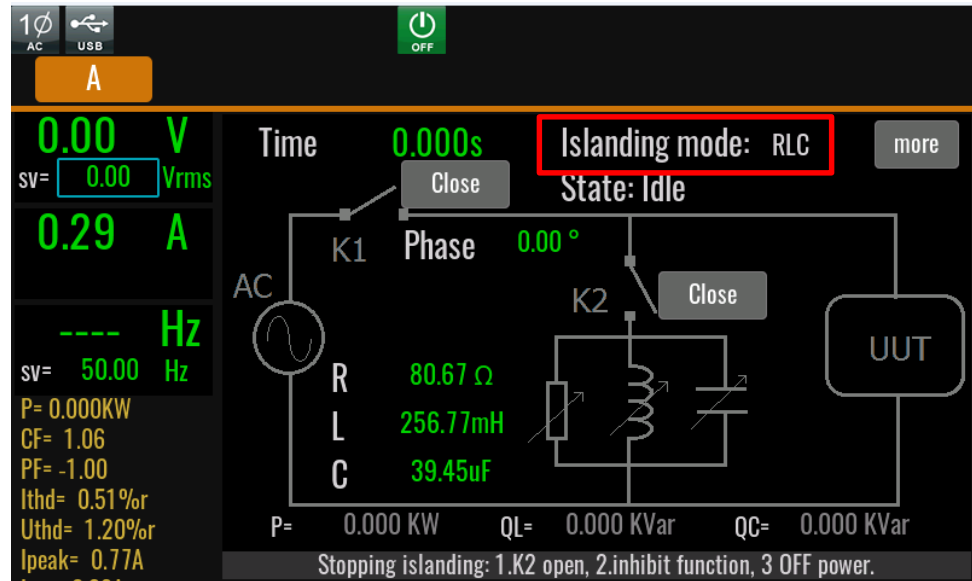 1Ø
AC
USB
OFF
A
0.00 V
sv= 0.00 Vrms
0.29 A
---- Hz
sv= 50.00 Hz
P= 0.000KW
CF= 1.06
PF= -1.00
Ithd= 0.51%r
Uthd= 1.20%r
Ipeak= 0.77A
Time 0.000s
Islanding mode: RLC
more
Close
State: Idle
K1 Phase 0.00 °
AC
K2 Close
UUT
R 80.67 Ω
L 256.77mH
C 39.45uF
P= 0.000 KW QL= 0.000 KVar QC= 0.000 KVar
Stopping islanding: 1.K2 open, 2.inhibit function, 3 OFF power.